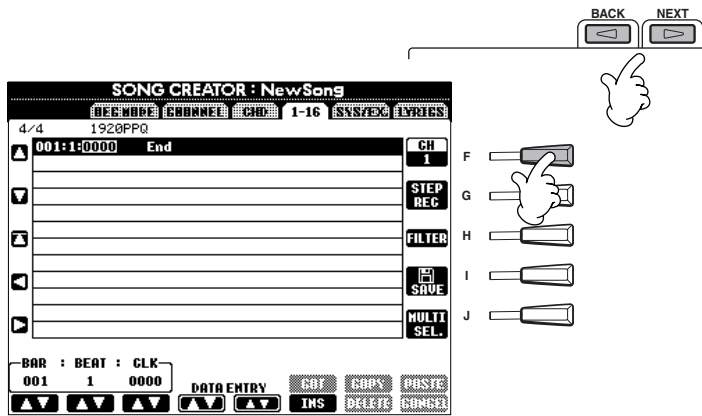 BACK NEXT
SONG CREATOR : NewSong
REC MODE CHANNEL CHD 1-16 SYS/EX. LYRICS
4/4 1920PPQ
001:1:0000 End
CH
1
F
STEP
REC
G
FILTER
H
SAVE
I
MULTI
SEL.
J
BAR : BEAT : CLK
001 1 0000
DATA ENTRY
CUT COPY PASTE
INS DELETE CANCEL